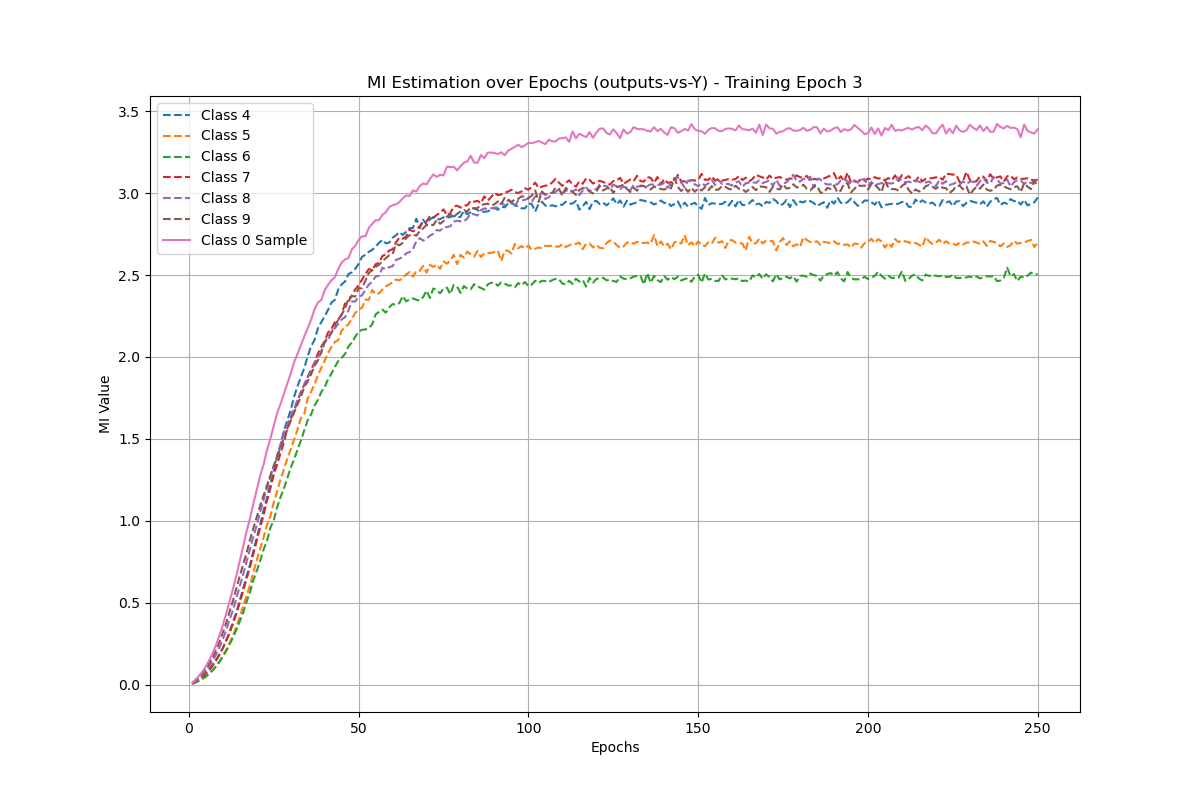 MI Estimation over Epochs (outputs-vs-Y) - Training Epoch 3
Class 4
Class 5
Class 6
Class 7
Class 8
Class 9
Class 0 Sample
3.5
3.0
2.5
2.0
1.5
1.0
0.5
0.0
MI Value
0
50
100
150
200
250
Epochs